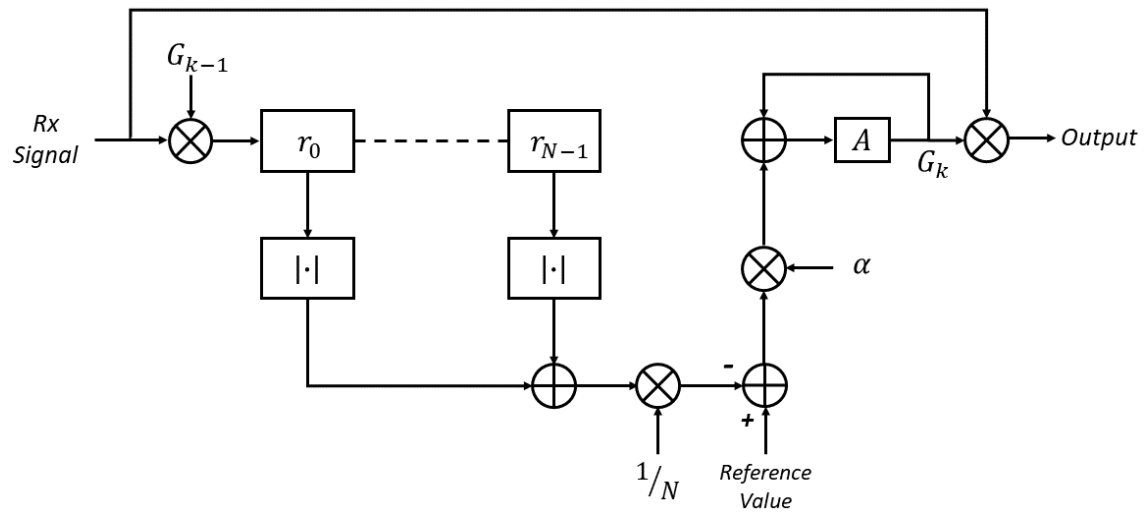 G_{k-1}
Rx
Signal
r_0
r_{N-1}
A
G_k
Output
|·|
|·|
α
-
+
1/N
Reference
Value